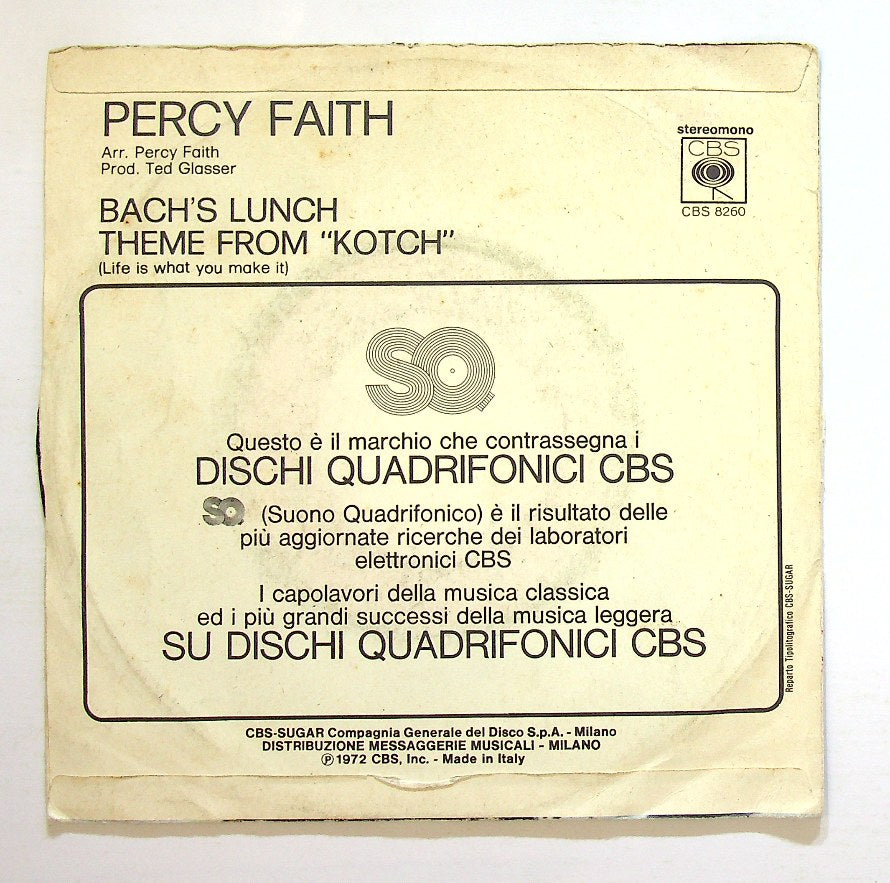 PERCY FAITH
Arr. Percy Faith
Prod. Ted Glasser
stereomono
CBS
CBS 8260
BACH'S LUNCH
THEME FROM "KOTCH"
(Life is what you make it)
SQ
Questo è il marchio che contrassegna i
DISCHI QUADRIFONICI CBS
SQ (Suono Quadrifonico) è il risultato delle
più aggiornate ricerche dei laboratori
elettronici CBS
I capolavori della musica classica
ed i più grandi successi della musica leggera
SU DISCHI QUADRIFONICI CBS
Reparto Tipolitografico CBS-SUGAR
CBS-SUGAR Compagnia Generale del Disco S.p.A. - Milano
DISTRIBUZIONE MESSAGGERIE MUSICALI - MILANO
℗ 1972 CBS, Inc. - Made in Italy